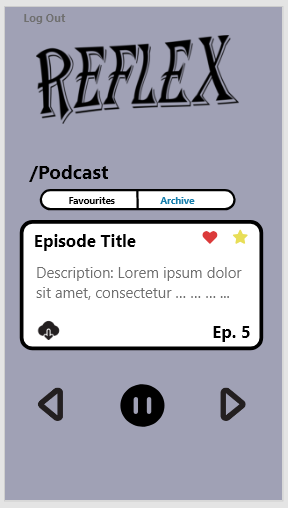 Log Out
REFLEX
/Podcast
Favourites Archive
Episode Title
Description: Lorem ipsum dolor
sit amet, consectetur ... ... ... ...
Ep. 5